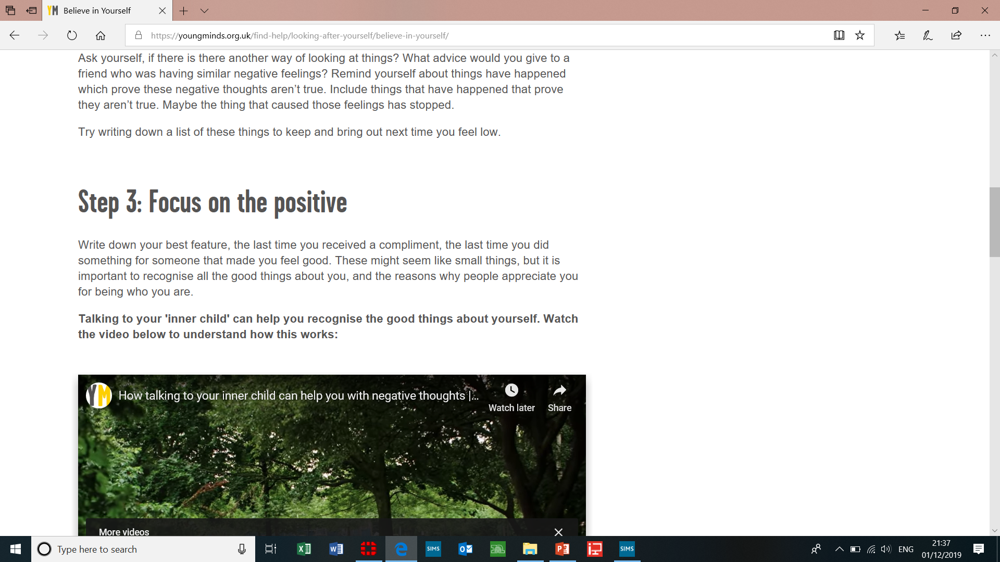 YM Believe in Yourself
https://youngminds.org.uk/find-help/looking-after-yourself/believe-in-yourself/
Ask yourself, if there is there another way of looking at things? What advice would you give to a
friend who was having similar negative feelings? Remind yourself about things have happened
which prove these negative thoughts aren’t true. Include things that have happened that prove
they aren’t true. Maybe the thing that caused those feelings has stopped.
Try writing down a list of these things to keep and bring out next time you feel low.
Step 3: Focus on the positive
Write down your best feature, the last time you received a compliment, the last time you did
something for someone that made you feel good. These might seem like small things, but it is
important to recognise all the good things about you, and the reasons why people appreciate you
for being who you are.
Talking to your 'inner child' can help you recognise the good things about yourself. Watch
the video below to understand how this works:
YM How talking to your inner child can help you with negative thoughts |...
Watch later Share
More videos
Type here to search
SIMS
SIMS
ENG
21:37
01/12/2019